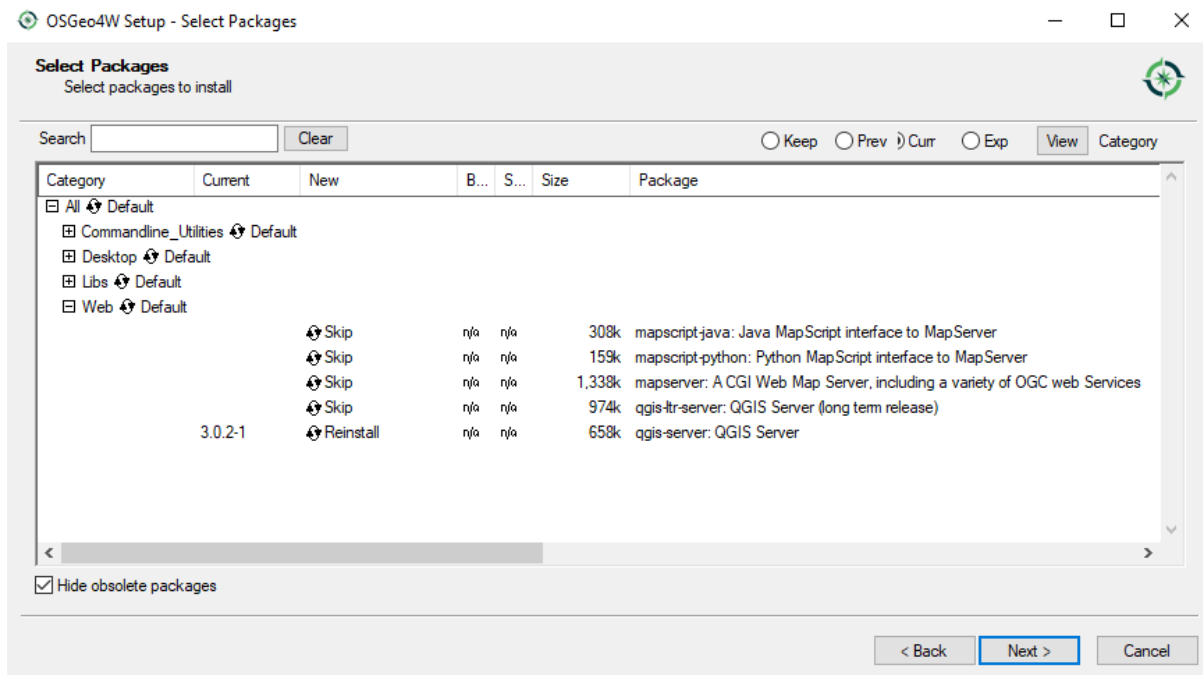 OSGeo4W Setup - Select Packages
Select Packages
Select packages to install
Search Clear Keep Prev Curr Exp View Category
Category Current New B... S... Size Package
All Default
Commandline_Utilities Default
Desktop Default
Libs Default
Web Default
Skip n/a n/a 308k mapscript-java: Java MapScript interface to MapServer
Skip n/a n/a 159k mapscript-python: Python MapScript interface to MapServer
Skip n/a n/a 1,338k mapserver: A CGI Web Map Server, including a variety of OGC web Services
Skip n/a n/a 974k qgis-ltr-server: QGIS Server (long term release)
3.0.2-1 Reinstall n/a n/a 658k qgis-server: QGIS Server
Hide obsolete packages
< Back Next > Cancel